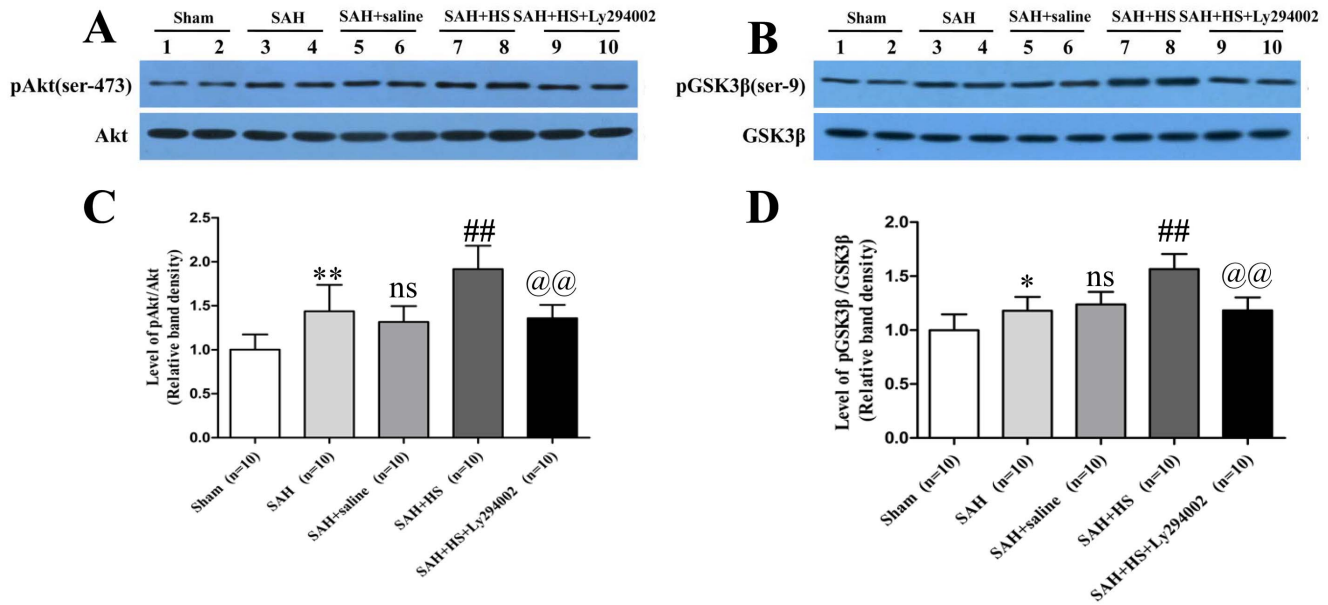 A
Sham SAH SAH+saline SAH+HS SAH+HS+Ly294002
1 2 3 4 5 6 7 8 9 10
pAkt(ser-473)
Akt
B
Sham SAH SAH+saline SAH+HS SAH+HS+Ly294002
1 2 3 4 5 6 7 8 9 10
pGSK3β(ser-9)
GSK3β
C
Level of pAkt/Akt
(Relative band density)
2.5
2.0
1.5
1.0
0.5
0.0
**
ns
##
@@
Sham (n=10)
SAH (n=10)
SAH+saline (n=10)
SAH+HS (n=10)
SAH+HS+Ly294002 (n=10)
D
Level of pGSK3β /GSK3β
(Relative band density)
2.0
1.5
1.0
0.5
0.0
*
ns
##
@@
Sham (n=10)
SAH (n=10)
SAH+saline (n=10)
SAH+HS (n=10)
SAH+HS+Ly294002 (n=10)